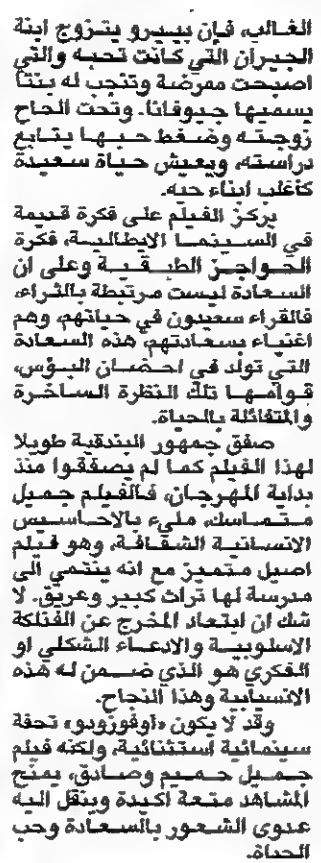 الغالب، فإن بييرو يتزوج ابنة
الجيران التي كانت تحبه والتي
اصبحت ممرضة وتنجب له بنتا
يسميها جيوفانا. وتحت الحاح
زوجته وضغط حبها يتابع
دراسته، ويعيش حياة سعيدة
كأغلب ابناء حيه.
يركز الفيلم على فكرة قديمة
في السينما الايطالية، فكرة
الحواجز الطبقية وعلى ان
السعادة ليست مرتبطة بالثراء،
فالقراء سعيدون في حياتهم، وهم
اغنياء بسعادتهم، هذه السعادة
التي تولد في احضان البؤس،
قوامها تلك النظرة الساخرة
والمتفائلة بالحياة.
صفق جمهور البندقية طويلا
لهذا الفيلم كما لم يصفقوا منذ
بداية المهرجان، فالفيلم جميل
متماسك، مليء بالاحاسيس
الانسانية الشفافة، وهو فيلم
اصيل متميز مع انه ينتمي الى
مدرسة لها تراث كبير وعريق. لا
شك ان ابتعاد المخرج عن الفذلكة
الاسلوبية والادعاء الشكلي او
الفكري هو الذي ضمن له هذه
الانسيابية وهذا النجاح.
وقد لا يكون «اوفوزودو» تحفة
سينمائية استثنائية، ولكنه فيلم
جميل حميم وصادق، يمنح
المشاهد متعة أكيدة وينقل اليه
عدوى الشعور بالسعادة وحب
الحياة.